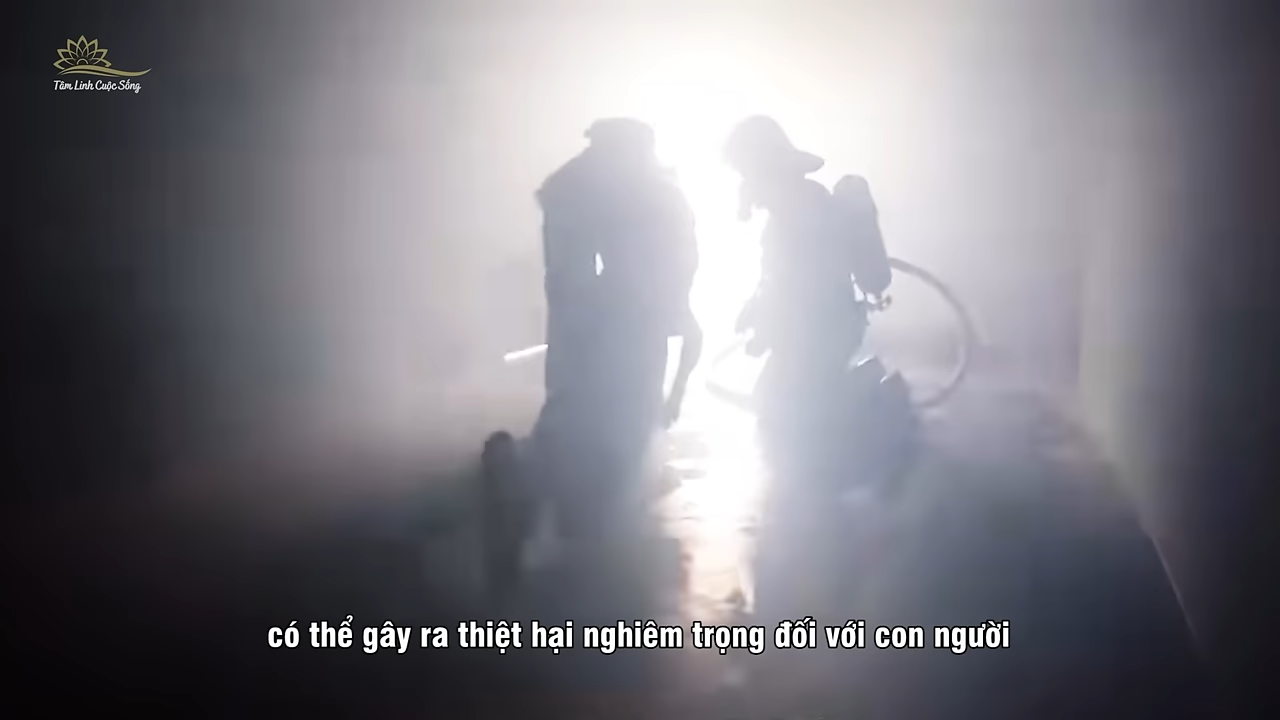 Tâm Linh Cuộc Sống
có thể gây ra thiệt hại nghiêm trọng đối với con người